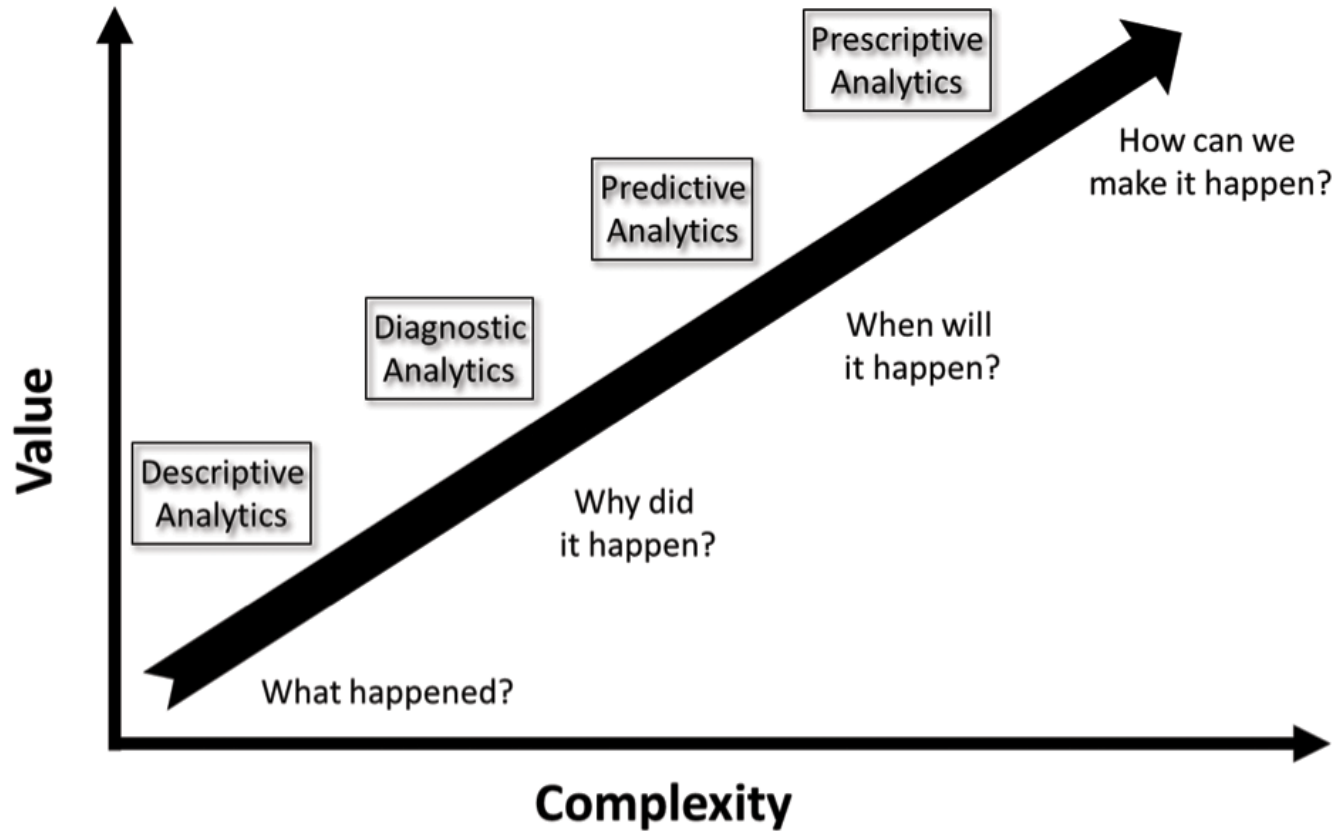 Prescriptive
Analytics
How can we
make it happen?
Predictive
Analytics
When will
it happen?
Diagnostic
Analytics
Why did
it happen?
Descriptive
Analytics
What happened?
Value
Complexity